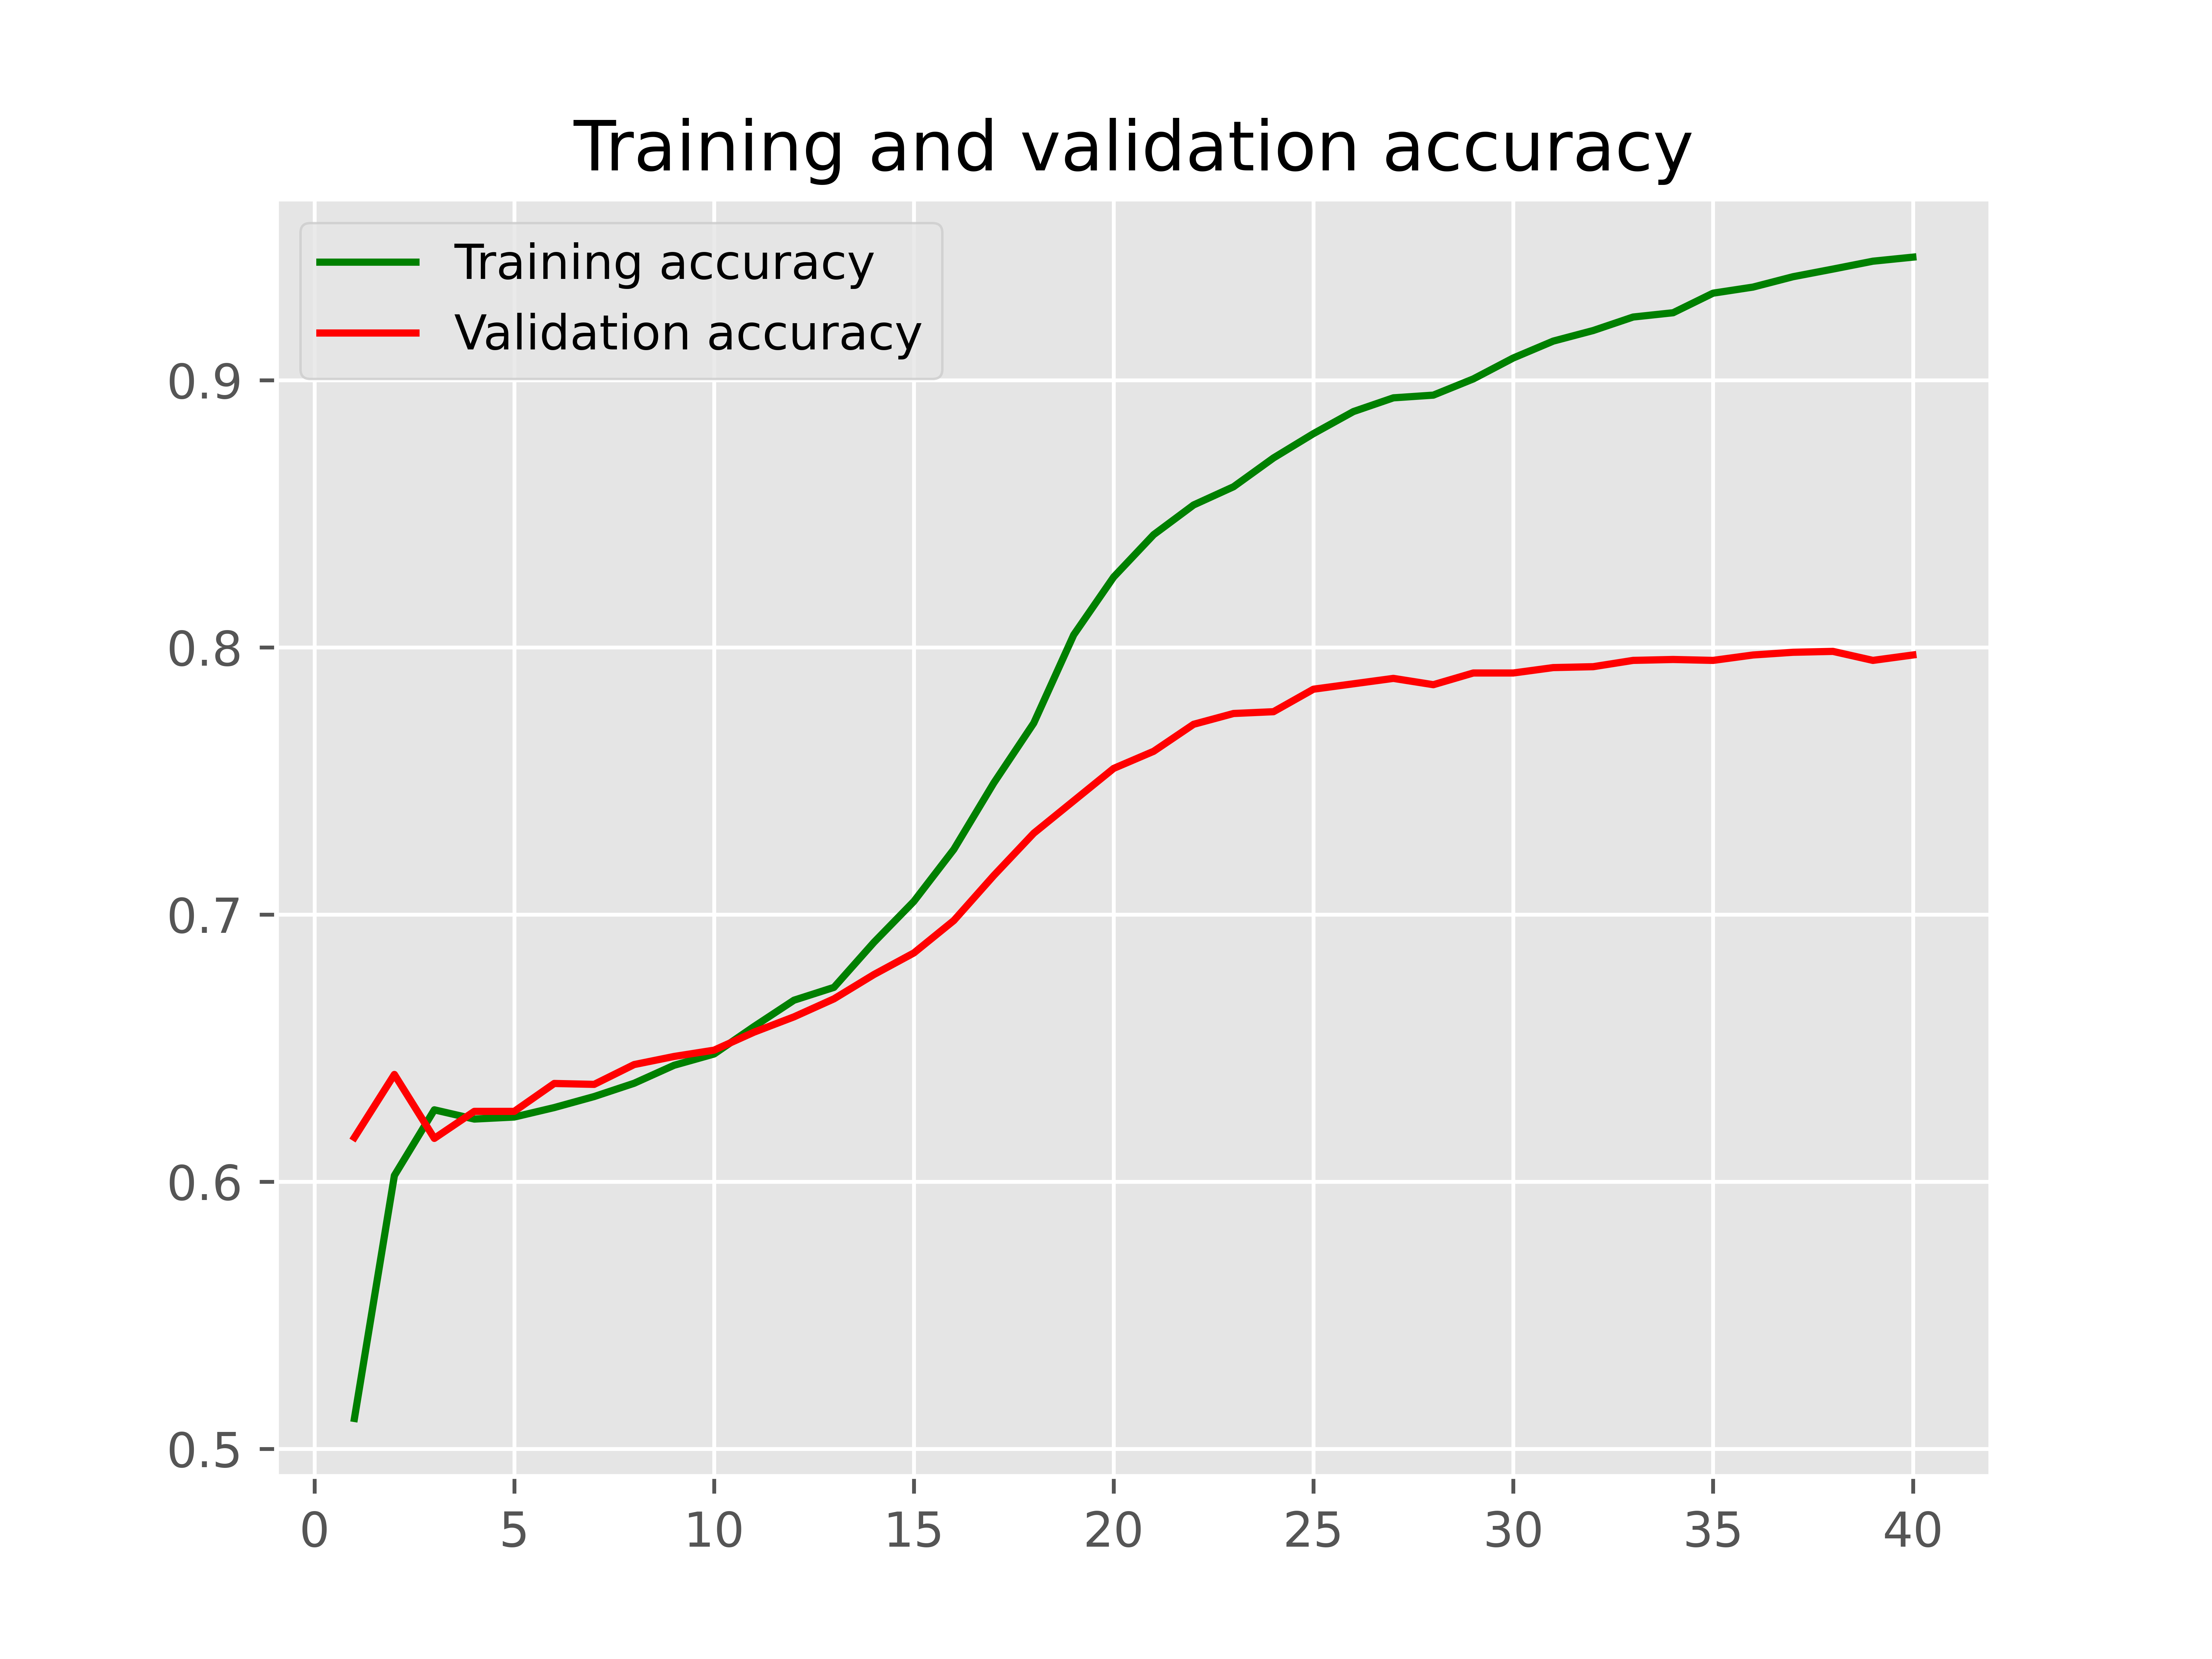 Training and validation accuracy
Training accuracy
Validation accuracy
0.9
0.8
0.7
0.6
0.5
0 5 10 15 20 25 30 35 40